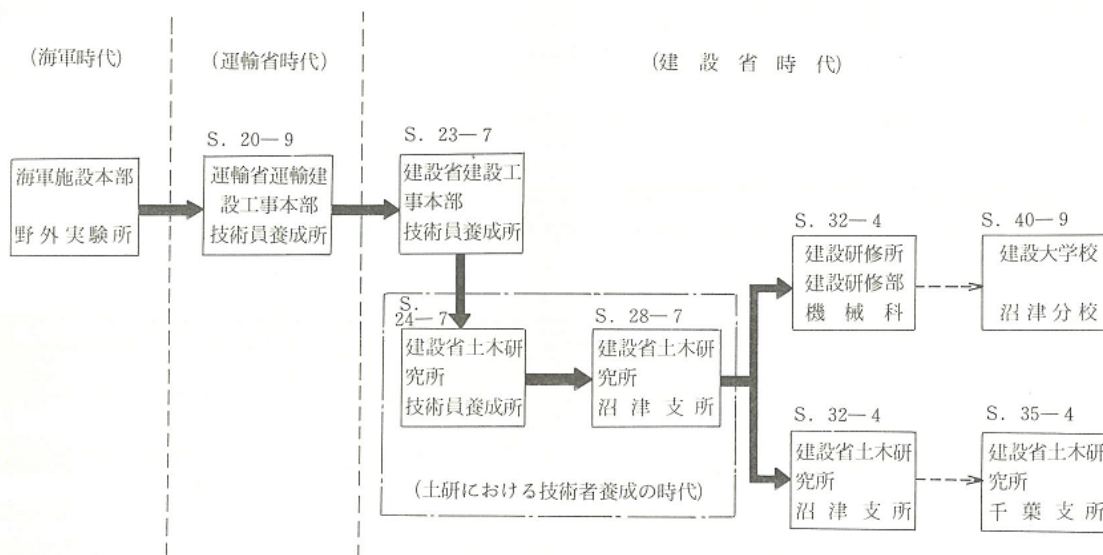 (海軍時代)
(運輸省時代)
(建設省時代)
海軍施設本部
野外実験所
S. 20―9
運輸省運輸建
設工事本部
技術員養成所
S. 23―7
建設省建設工
事本部
技術員養成所
S.
24―7
建設省土木研
究所
技術員養成所
S. 28―7
建設省土木研
究所
沼津支所
(土研における技術者養成の時代)
S. 32―4
建設研修所
建設研修部
機械科
S. 40―9
建設大学校
沼津分校
S. 32―4
建設省土木研
究所
沼津支所
S. 35―4
建設省土木研
究所
千葉支所